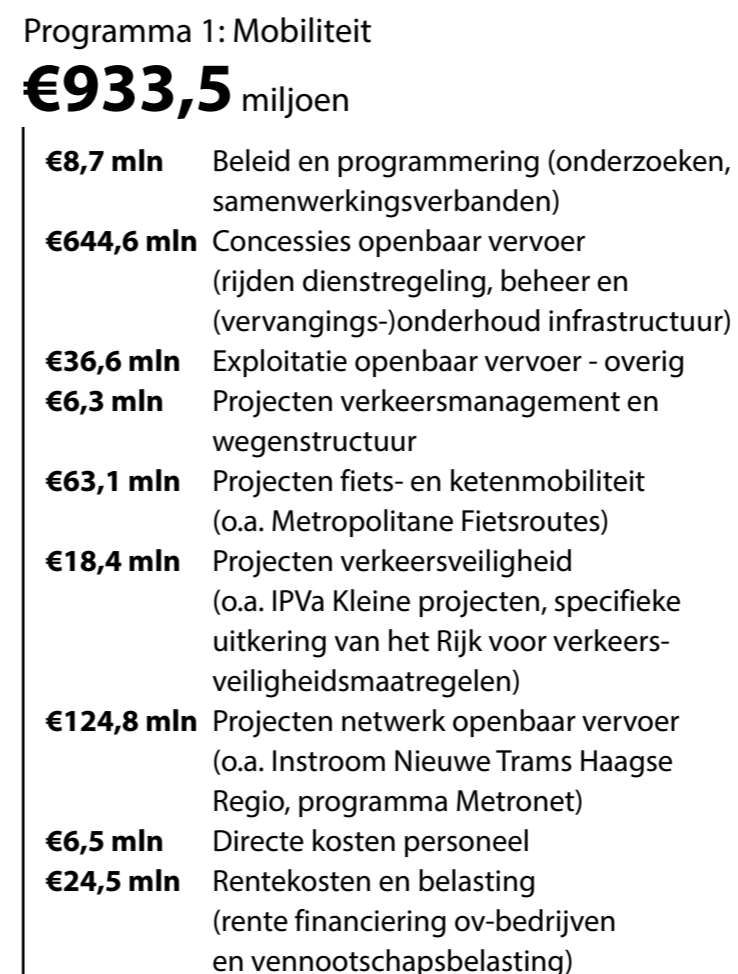 Programma 1: Mobiliteit
€933,5 miljoen
€8,7 mln Beleid en programmering (onderzoeken,
samenwerkingsverbanden)
€644,6 mln Concessies openbaar vervoer
(rijden dienstregeling, beheer en
(vervangings-)onderhoud infrastructuur)
€36,6 mln Exploitatie openbaar vervoer - overig
€6,3 mln Projecten verkeersmanagement en
wegenstructuur
€63,1 mln Projecten fiets- en ketenmobiliteit
(o.a. Metropolitane Fietsroutes)
€18,4 mln Projecten verkeersveiligheid
(o.a. IPVa Kleine projecten, specifieke
uitkering van het Rijk voor verkeers-
veiligheidsmaatregelen)
€124,8 mln Projecten netwerk openbaar vervoer
(o.a. Instroom Nieuwe Trams Haagse
Regio, programma Metronet)
€6,5 mln Directe kosten personeel
€24,5 mln Rentekosten en belasting
(rente financiering ov-bedrijven
en vennootschapsbelasting)